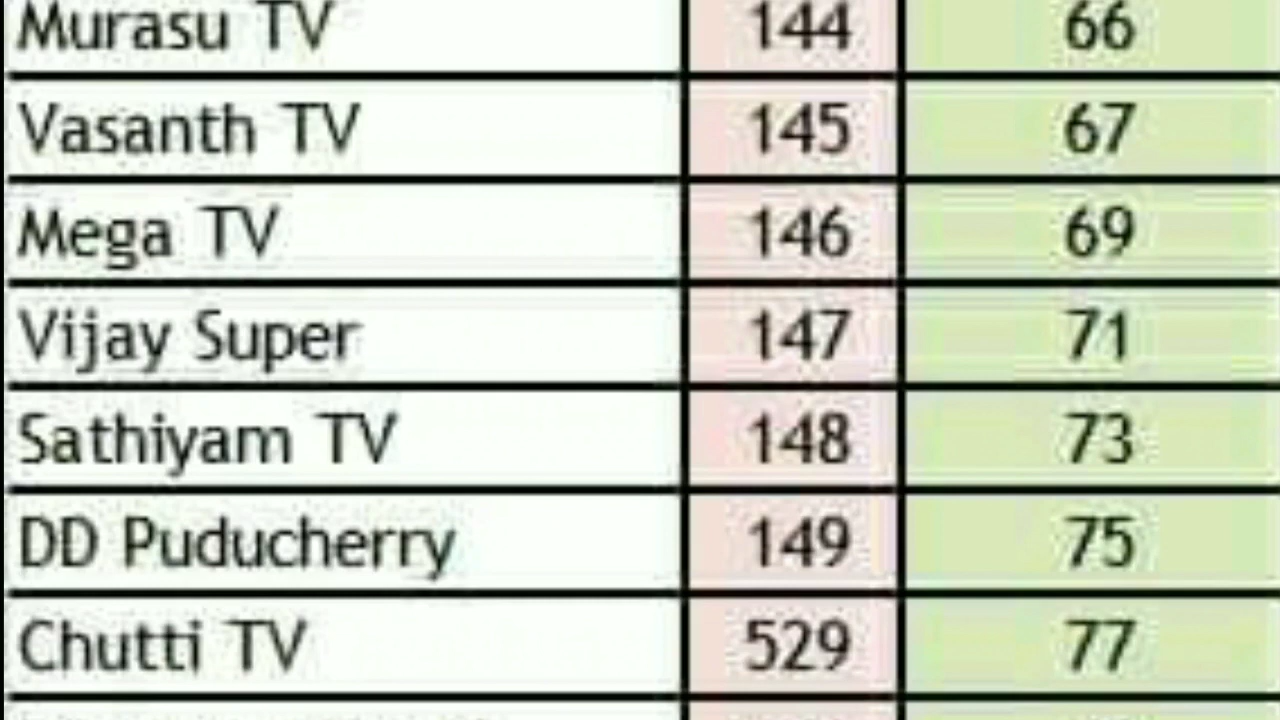 Murasu TV 144 66
Vasanth TV 145 67
Mega TV 146 69
Vijay Super 147 71
Sathiyam TV 148 73
DD Puducherry 149 75
Chutti TV 529 77